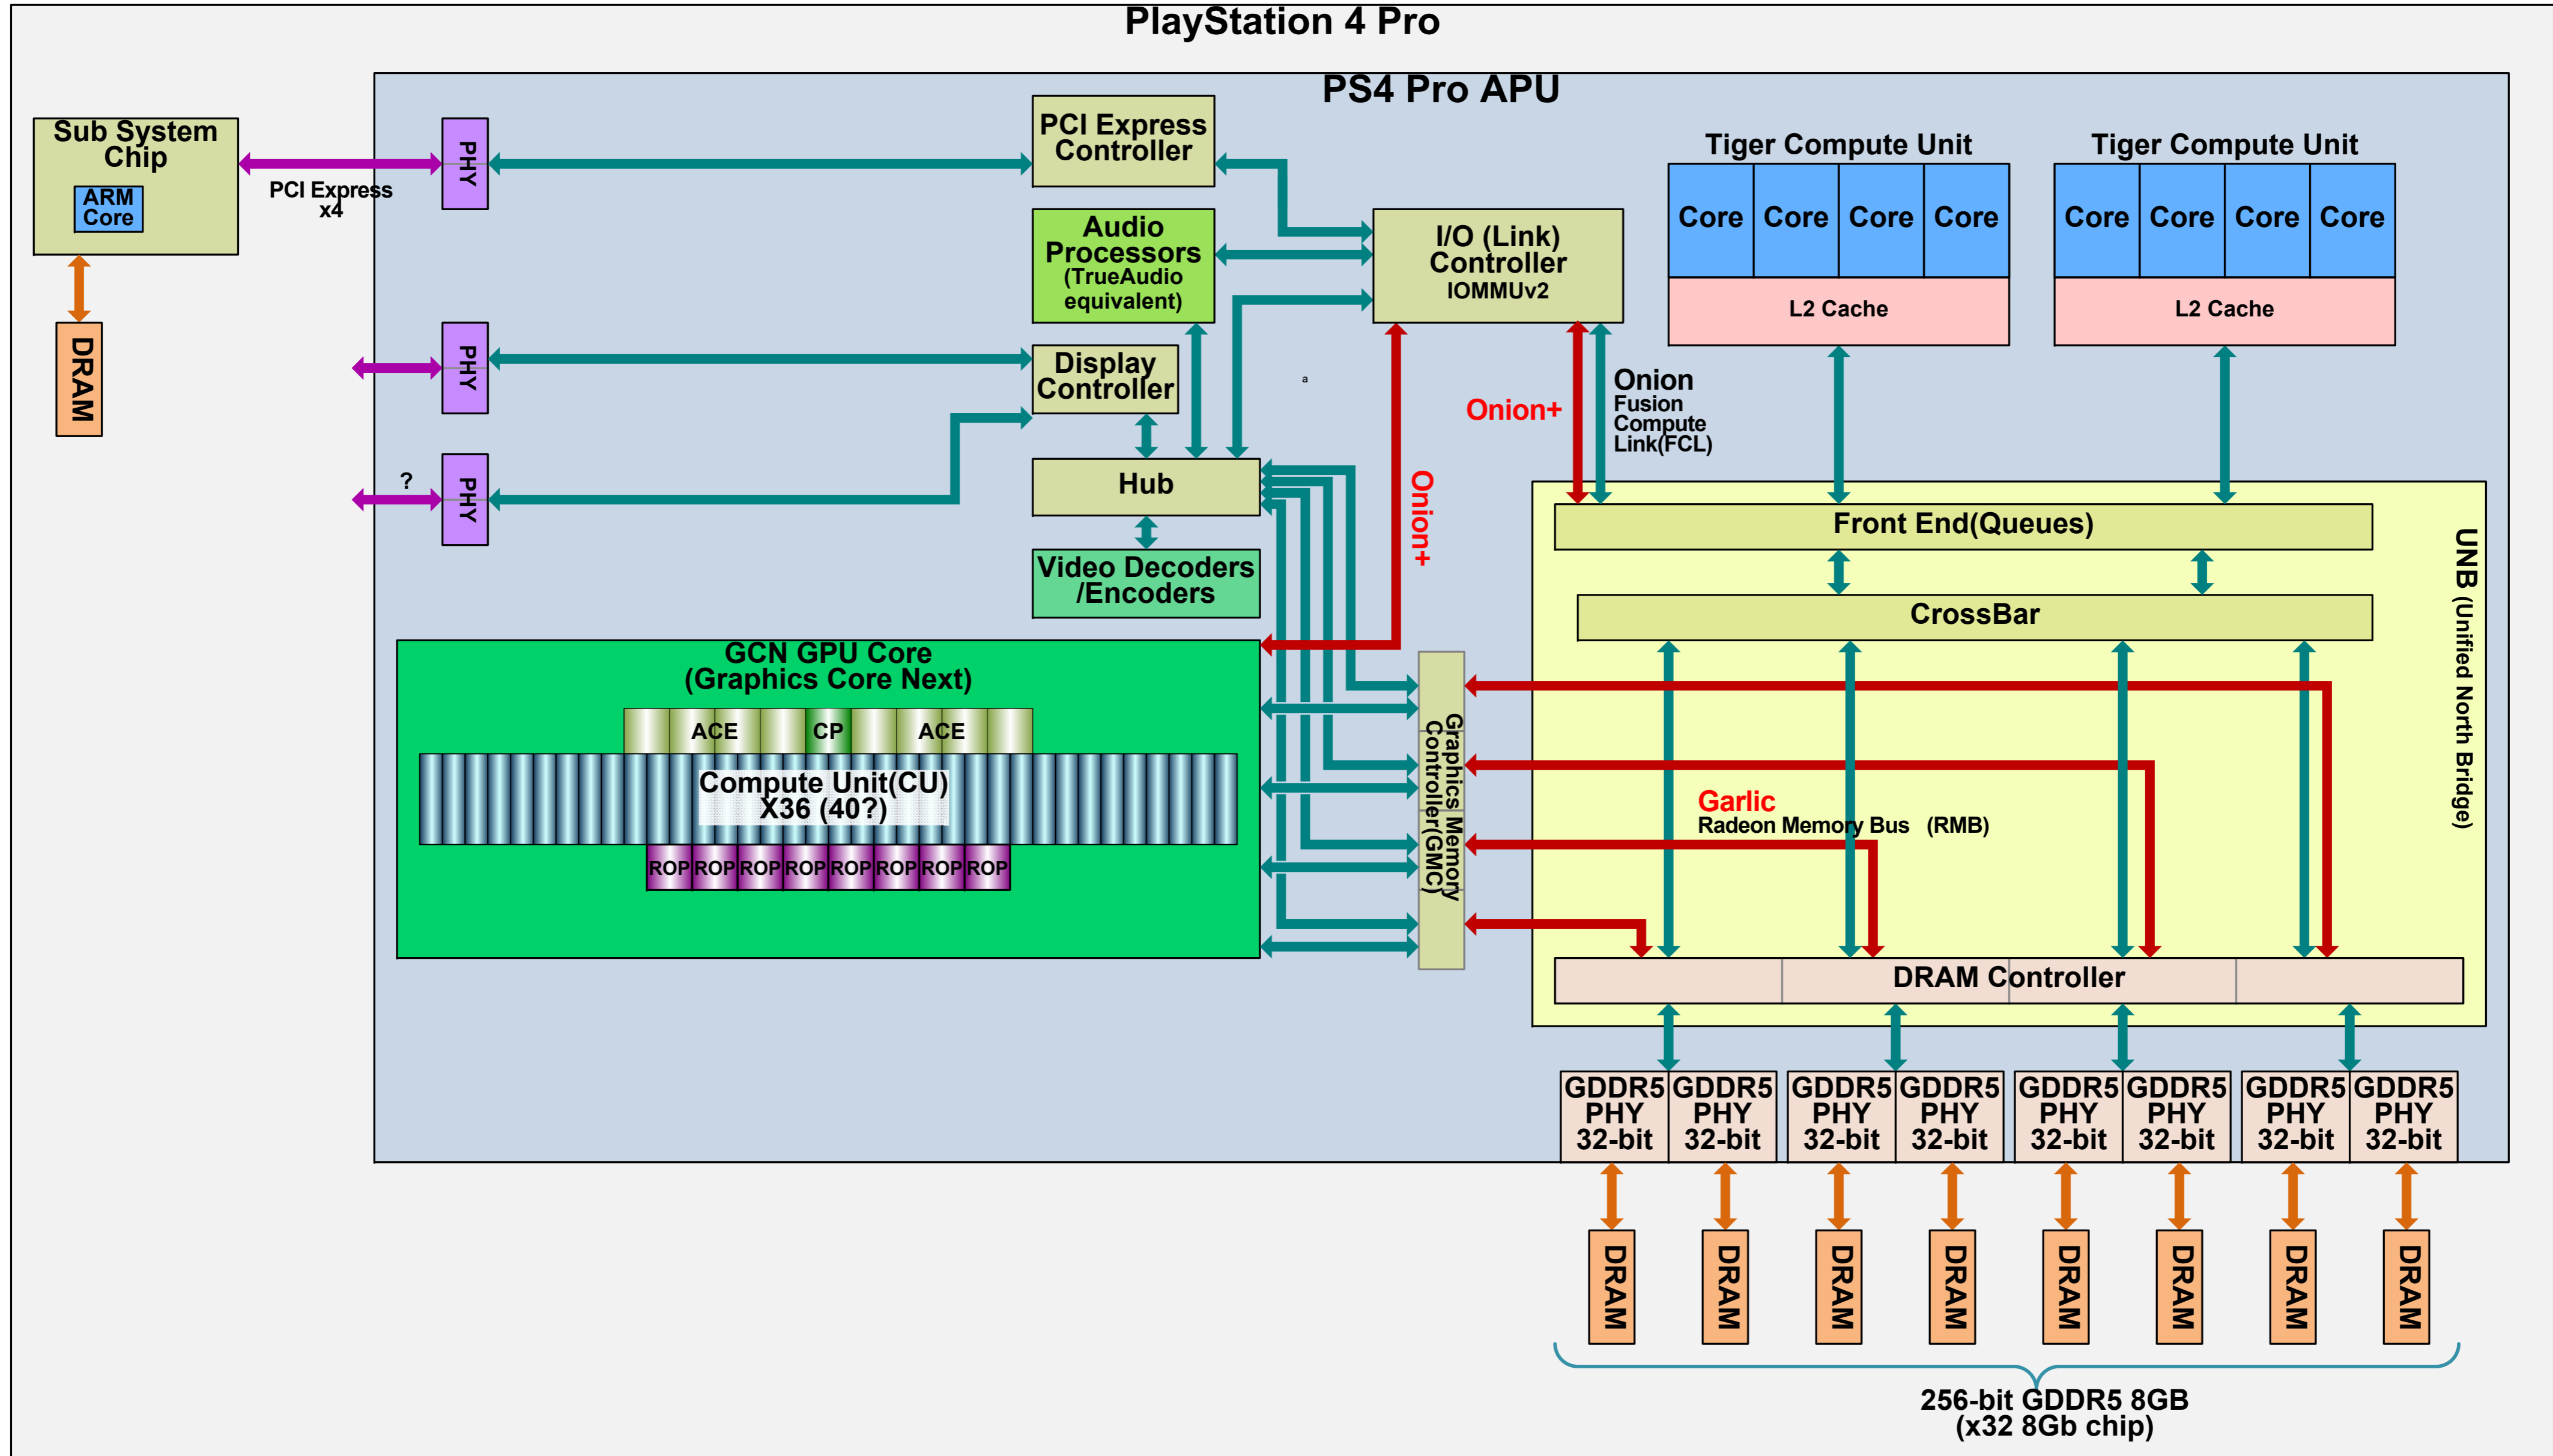 PlayStation 4 Pro
PS4 Pro APU
Sub System
Chip
ARM
Core
PCI Express
x4
DRAM
PHY
PHY
?
PHY
PCI Express
Controller
Audio
Processors
(TrueAudio
equivalent)
Display
Controller
Hub
Video Decoders
/Encoders
I/O (Link)
Controller
IOMMUv2
a
Onion+
Onion+
Onion
Fusion
Compute
Link(FCL)
Tiger Compute Unit
Core Core Core Core
L2 Cache
Tiger Compute Unit
Core Core Core Core
L2 Cache
Front End(Queues)
CrossBar
UNB (Unified North Bridge)
GCN GPU Core
(Graphics Core Next)
ACE CP ACE
Compute Unit(CU)
X36 (40?)
ROP ROP ROP ROP ROP ROP ROP ROP
Graphics Memory
Controller(GMC)
Garlic
Radeon Memory Bus (RMB)
DRAM Controller
GDDR5 GDDR5 GDDR5 GDDR5 GDDR5 GDDR5 GDDR5 GDDR5
PHY PHY PHY PHY PHY PHY PHY PHY
32-bit 32-bit 32-bit 32-bit 32-bit 32-bit 32-bit 32-bit
DRAM DRAM DRAM DRAM DRAM DRAM DRAM DRAM
256-bit GDDR5 8GB
(x32 8Gb chip)